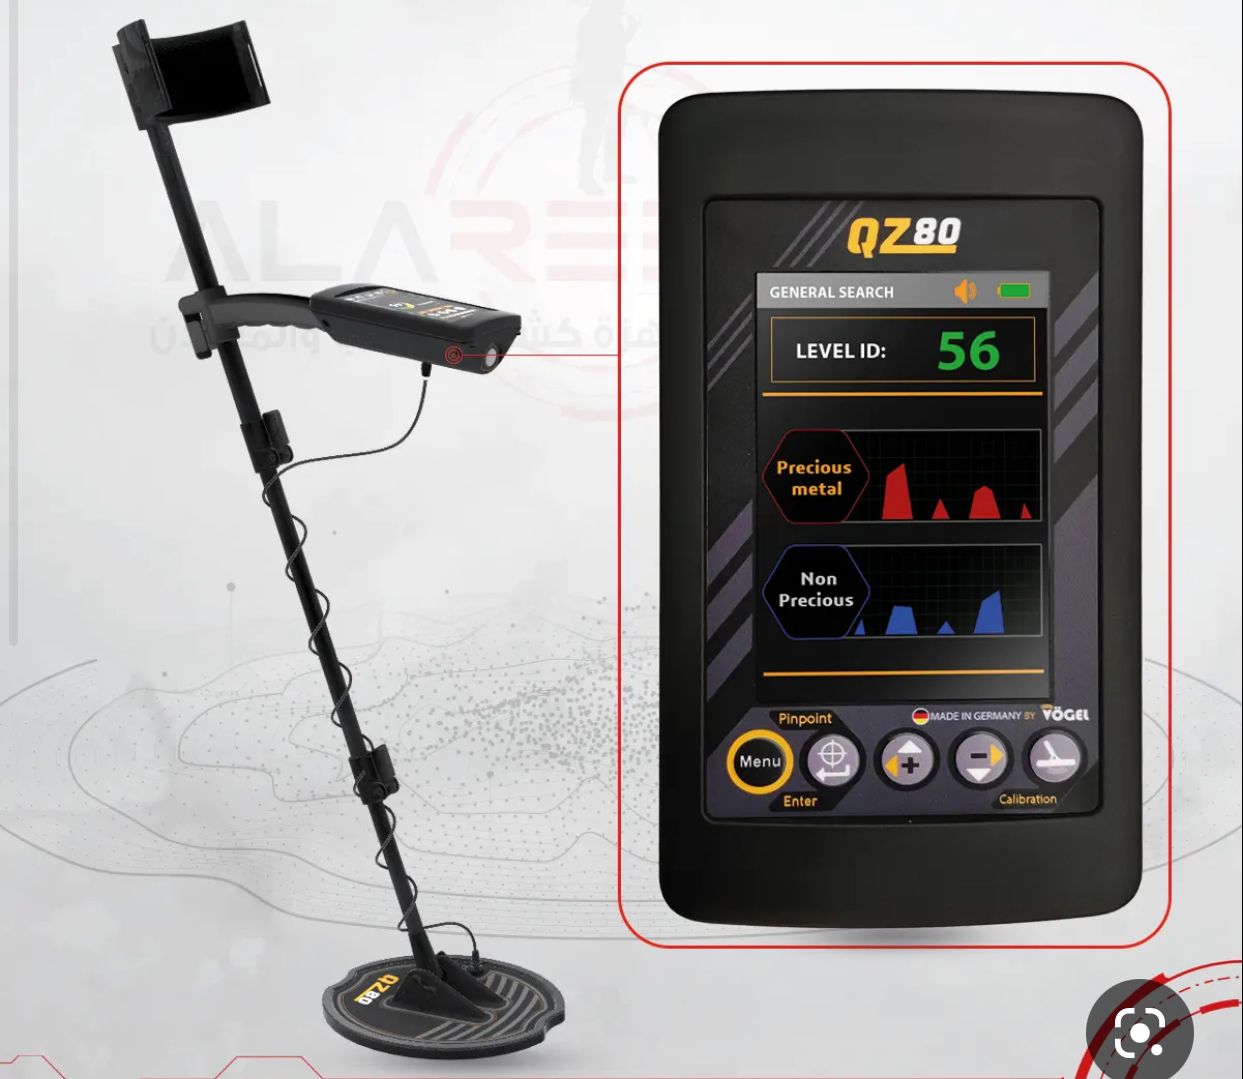 QZ80
GENERAL SEARCH
LEVEL ID: 56
Precious
metal
Non
Precious
Pinpoint
MADE IN GERMANY BY VÖGEL
Menu
+
-
Enter
Calibration
QZ80